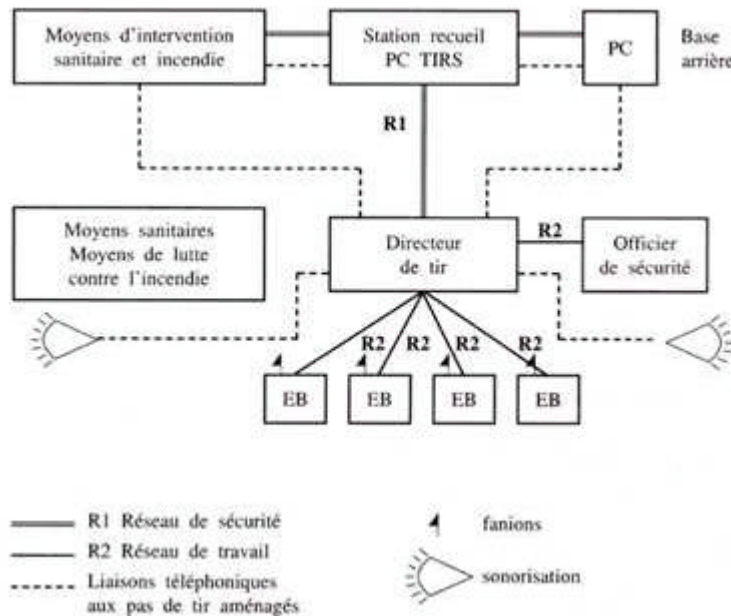 Moyens d'intervention
sanitaire et incendie
Station recueil
PC TIRS
PC
Base
arrière
R1
Moyens sanitaires
Moyens de lutte
contre l'incendie
Directeur
de tir
R2
Officier
de sécurité
R2 R2 R2 R2
EB EB EB EB
R1 Réseau de sécurité
R2 Réseau de travail
Liaisons téléphoniques
aux pas de tir aménagés
fanions
sonorisation